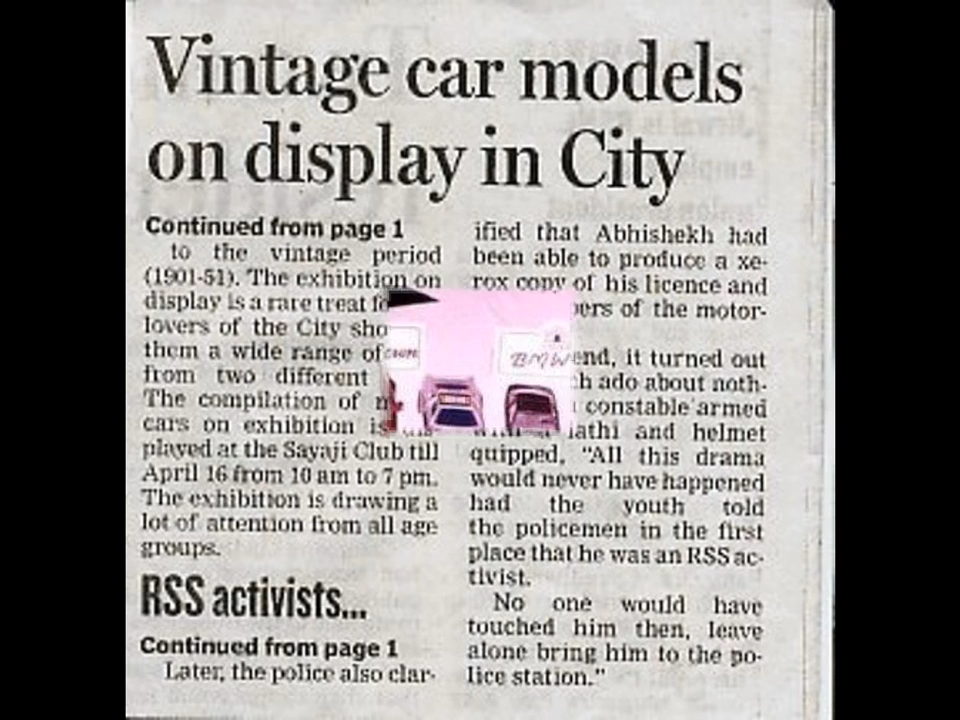 Vintage car models
on display in City
Continued from page 1
to the vintage period
(1901-51). The exhibition on
display is a rare treat
lovers of the City
them a wide range of
from two different
The compilation of
cars on exhibition
played at the Sayaji Club till
April 16 from 10 am to 7 pm.
The exhibition is drawing a
lot of attention from all age
groups.
RSS activists...
Continued from page 1
Later, the police also clar-
ified that Abhishekh had
been able to produce a xe-
rox copy of his licence and
of the motor-
end, it turned out
ado about noth-
constable armed
lathi and helmet
quipped, "All this drama
would never have happened
had the youth told
the policemen in the first
place that he was an RSS ac-
tivist.
No one would have
touched him then, leave
alone bring him to the po-
lice station."
BMW